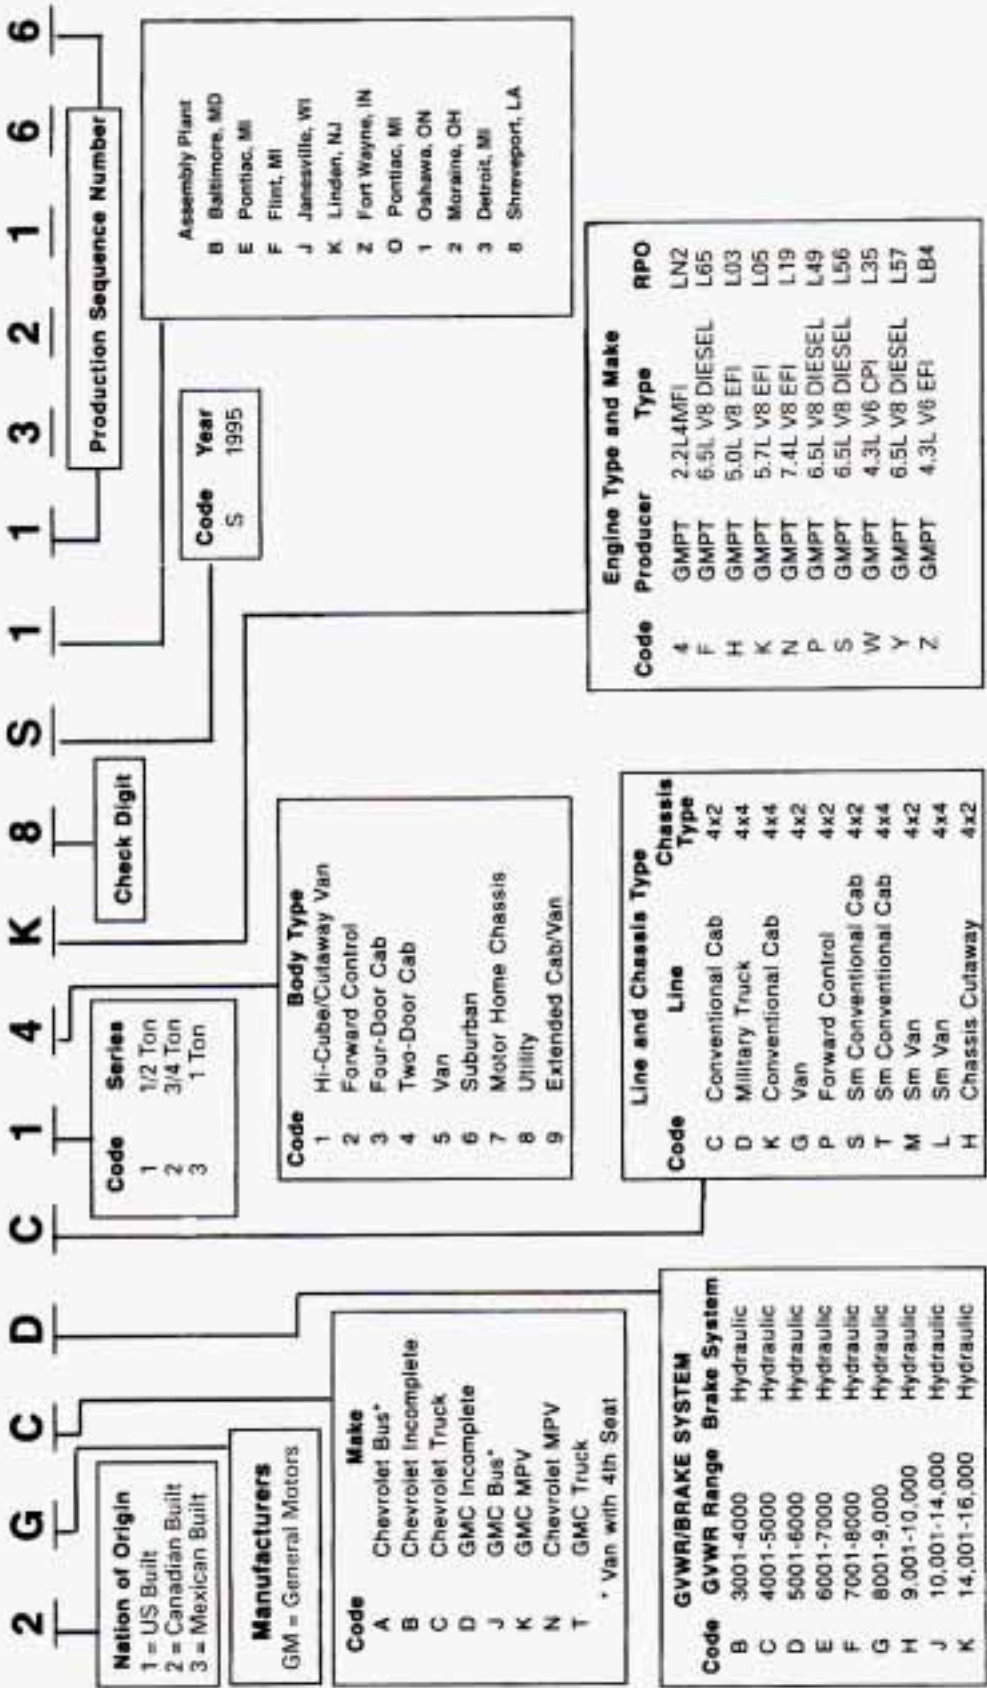 2 G C D C 1 4 K 8 S 1 1 3 2 1 6 6
Nation of Origin
1 = US Built
2 = Canadian Built
3 = Mexican Built
Manufacturers
GM = General Motors
Code Make
A Chevrolet Bus*
B Chevrolet Incomplete
C Chevrolet Truck
D GMC Incomplete
J GMC Bus*
K GMC MPV
N Chevrolet MPV
T GMC Truck
* Van with 4th Seat
GVWR/BRAKE SYSTEM
Code GVWR Range Brake System
B 3001-4000 Hydraulic
C 4001-5000 Hydraulic
D 5001-6000 Hydraulic
E 6001-7000 Hydraulic
F 7001-8000 Hydraulic
G 8001-9,000 Hydraulic
H 9,001-10,000 Hydraulic
J 10,001-14,000 Hydraulic
K 14,001-16,000 Hydraulic
Code Series
1 1/2 Ton
2 3/4 Ton
3 1 Ton
Check Digit
Code Body Type
1 Hi-Cube/Cutaway Van
2 Forward Control
3 Four-Door Cab
4 Two-Door Cab
5 Van
6 Suburban
7 Motor Home Chassis
8 Utility
9 Extended Cab/Van
Line and Chassis Type
Code Line Chassis Type
C Conventional Cab 4x2
D Military Truck 4x4
K Conventional Cab 4x4
G Van 4x2
P Forward Control 4x2
S Sm Conventional Cab 4x2
T Sm Conventional Cab 4x4
M Sm Van 4x2
L Sm Van 4x4
H Chassis Cutaway 4x2
Production Sequence Number
Code Year
S 1995
Assembly Plant
B Baltimore, MD
E Pontiac, MI
F Flint, MI
J Janesville, WI
K Linden, NJ
Z Fort Wayne, IN
O Pontiac, MI
1 Oshawa, ON
2 Moraine, OH
3 Detroit, MI
8 Shreveport, LA
Engine Type and Make
Code Producer Type RPO
4 GMPT 2.2L4MFI LN2
F GMPT 6.5L V8 DIESEL L65
H GMPT 5.0L V8 EFI L03
K GMPT 5.7L V8 EFI L05
N GMPT 7.4L V8 EFI L19
P GMPT 6.5L V8 DIESEL L49
S GMPT 6.5L V8 DIESEL L56
W GMPT 4.3L V6 CPI L35
Y GMPT 6.5L V8 DIESEL L57
Z GMPT 4.3L V6 EFI LB4